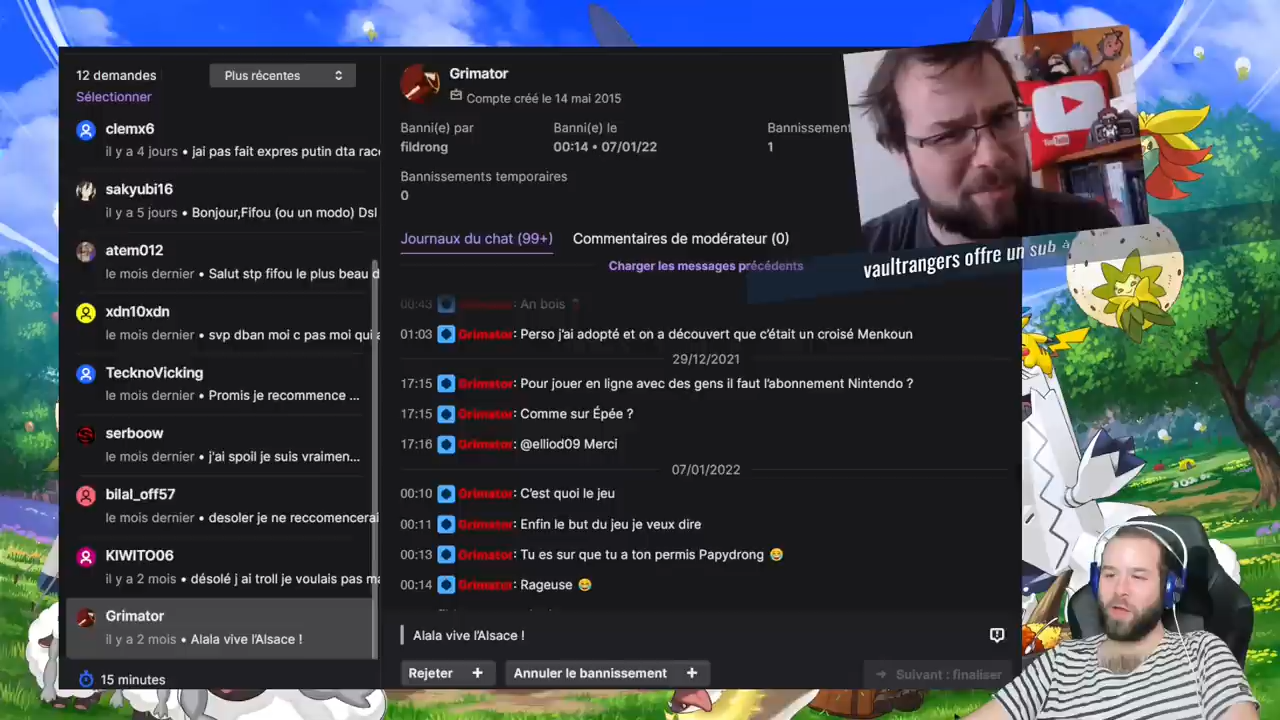 12 demandes
Plus récentes
Sélectionner
clemx6
il y a 4 jours • jai pas fait expres putin dta race
sakyubi16
il y a 5 jours • Bonjour,Fifou (ou un modo) Dsl
atem012
le mois dernier • Salut stp fifou le plus beau d
xdn10xdn
le mois dernier • svp dban moi c pas moi qui a
TecknoVicking
le mois dernier • Promis je recommence ...
serboow
le mois dernier • j'ai spoil je suis vraimen...
bilal_off57
le mois dernier • desoler je ne reccomencerai
KIWITO06
il y a 2 mois • désolé j ai troll je voulais pas ma
Grimator
il y a 2 mois • Alala vive l'Alsace !
15 minutes
Grimator
Compte créé le 14 mai 2015
Banni(e) par
fildrong
Banni(e) le
00:14 • 07/01/22
Bannissement
1
Bannissements temporaires
0
Journaux du chat (99+)
Commentaires de modérateur (0)
Charger les messages précédents
00:43 Grimator: An bois
01:03 Grimator: Perso j'ai adopté et on a découvert que c'était un croisé Menkoun
29/12/2021
17:15 Grimator: Pour jouer en ligne avec des gens il faut l'abonnement Nintendo ?
17:15 Grimator: Comme sur Épée ?
17:16 Grimator: @elliod09 Merci
07/01/2022
00:10 Grimator: C'est quoi le jeu
00:11 Grimator: Enfin le but du jeu je veux dire
00:13 Grimator: Tu es sur que tu a ton permis Papydrong 😂
00:14 Grimator: Rageuse 😂
Alala vive l'Alsace !
Rejeter +
Annuler le bannissement +
→ Suivant : finaliser
YouTube
vaultrangers offre un sub à